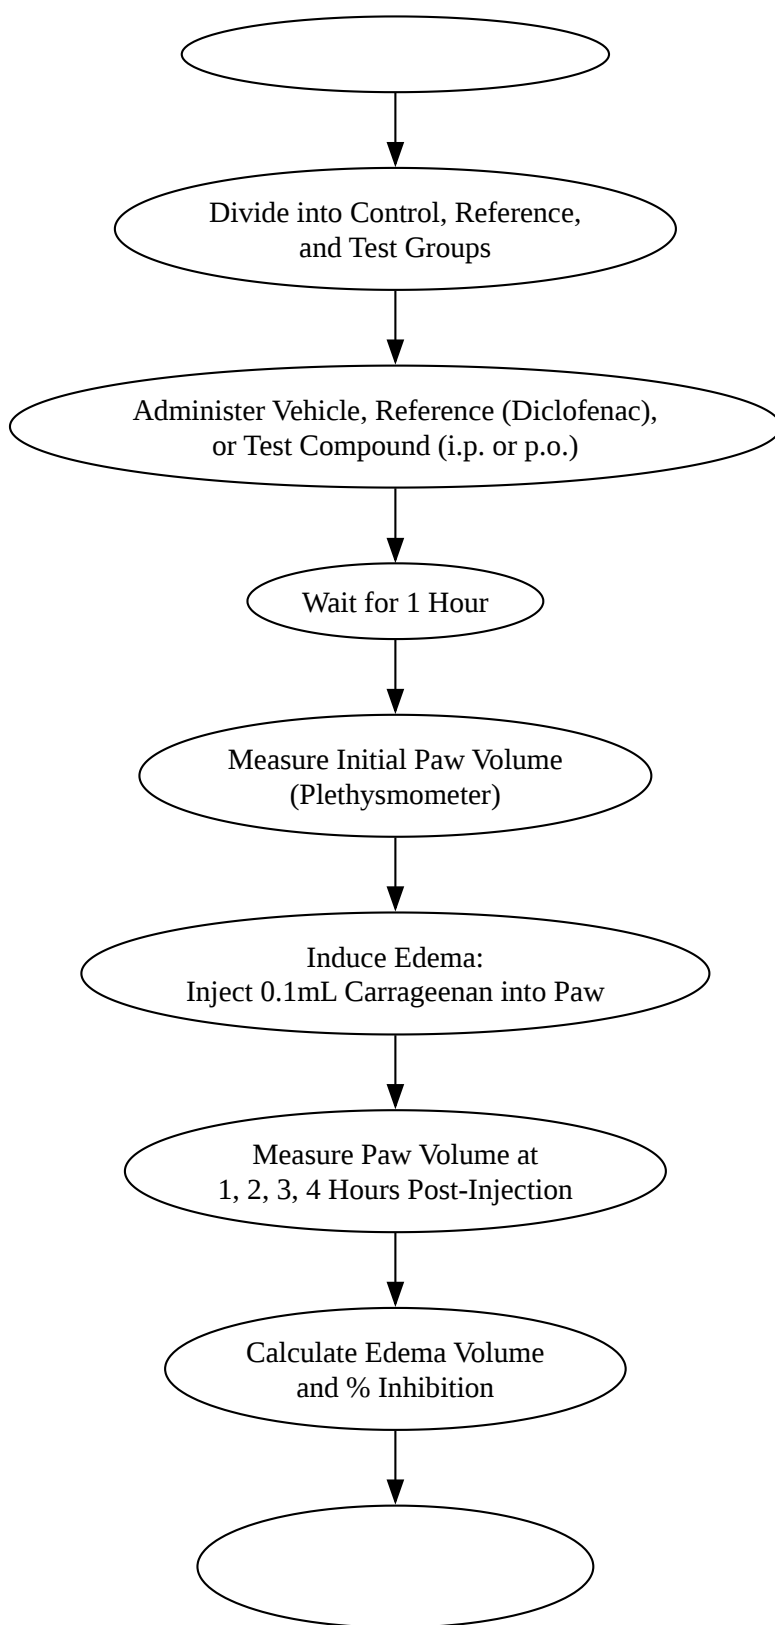 Divide into Control, Reference,
and Test Groups
Administer Vehicle, Reference (Diclofenac),
or Test Compound (i.p. or p.o.)
Wait for 1 Hour
Measure Initial Paw Volume
(Plethysmometer)
Induce Edema:
Inject 0.1mL Carrageenan into Paw
Measure Paw Volume at
1, 2, 3, 4 Hours Post-Injection
Calculate Edema Volume
and % Inhibition